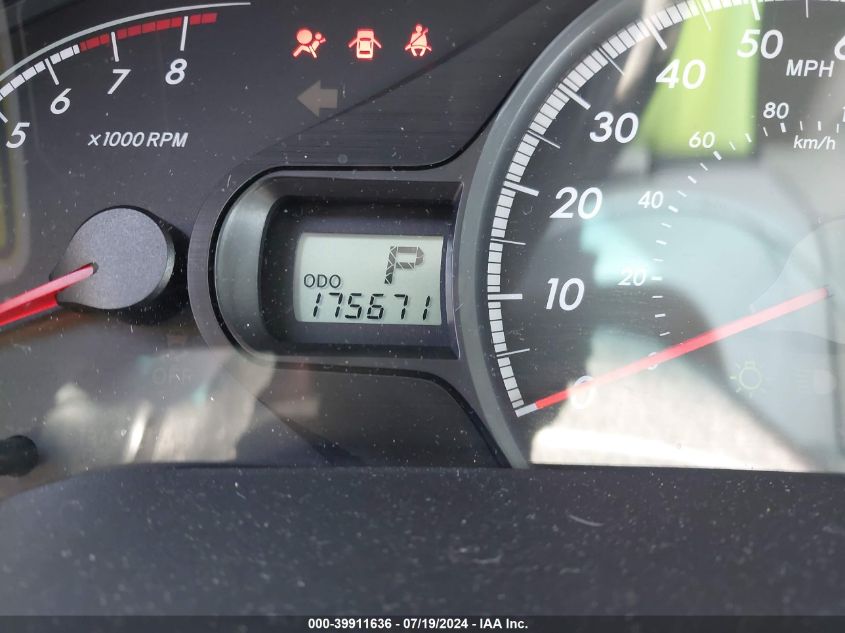 5 6 7 8
x1000 RPM
ODO
P
175671
0 10 20 30 40 50
MPH
20 40 60 80
km/h
OFF
000-39911636 - 07/19/2024 - IAA Inc.